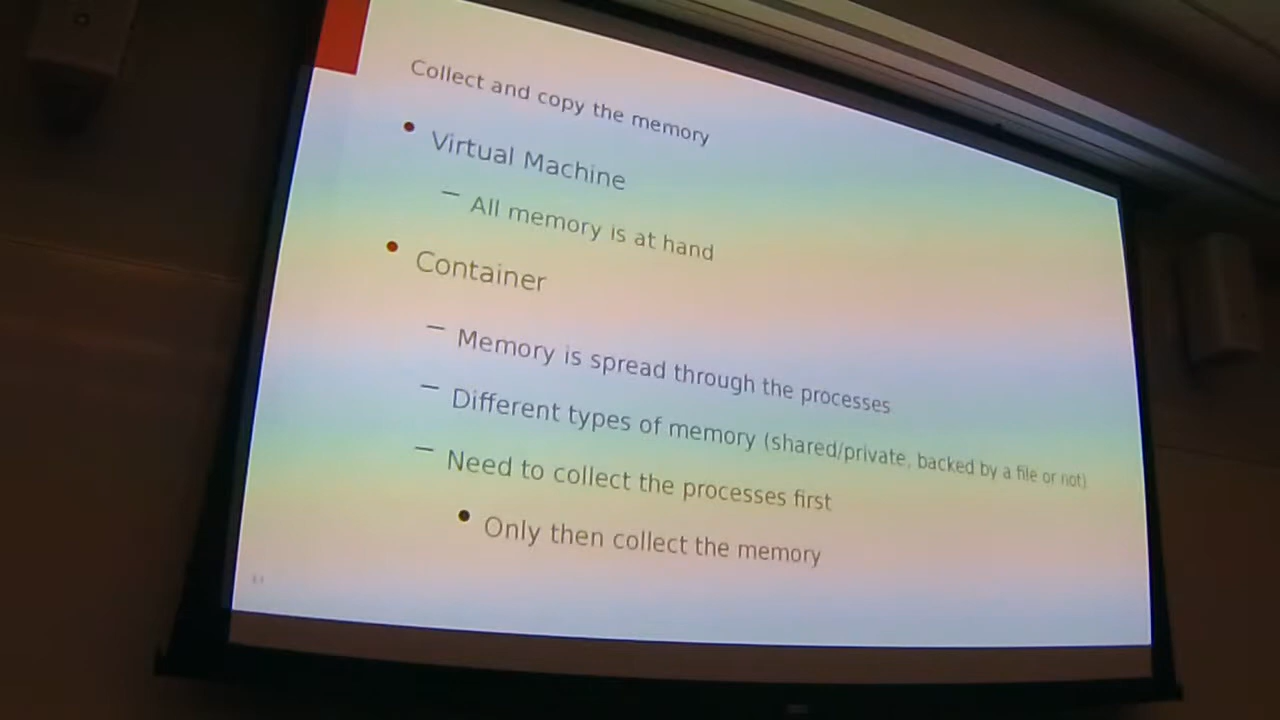 Collect and copy the memory
• Virtual Machine
– All memory is at hand
• Container
– Memory is spread through the processes
– Different types of memory (shared/private, backed by a file or not)
– Need to collect the processes first
• Only then collect the memory